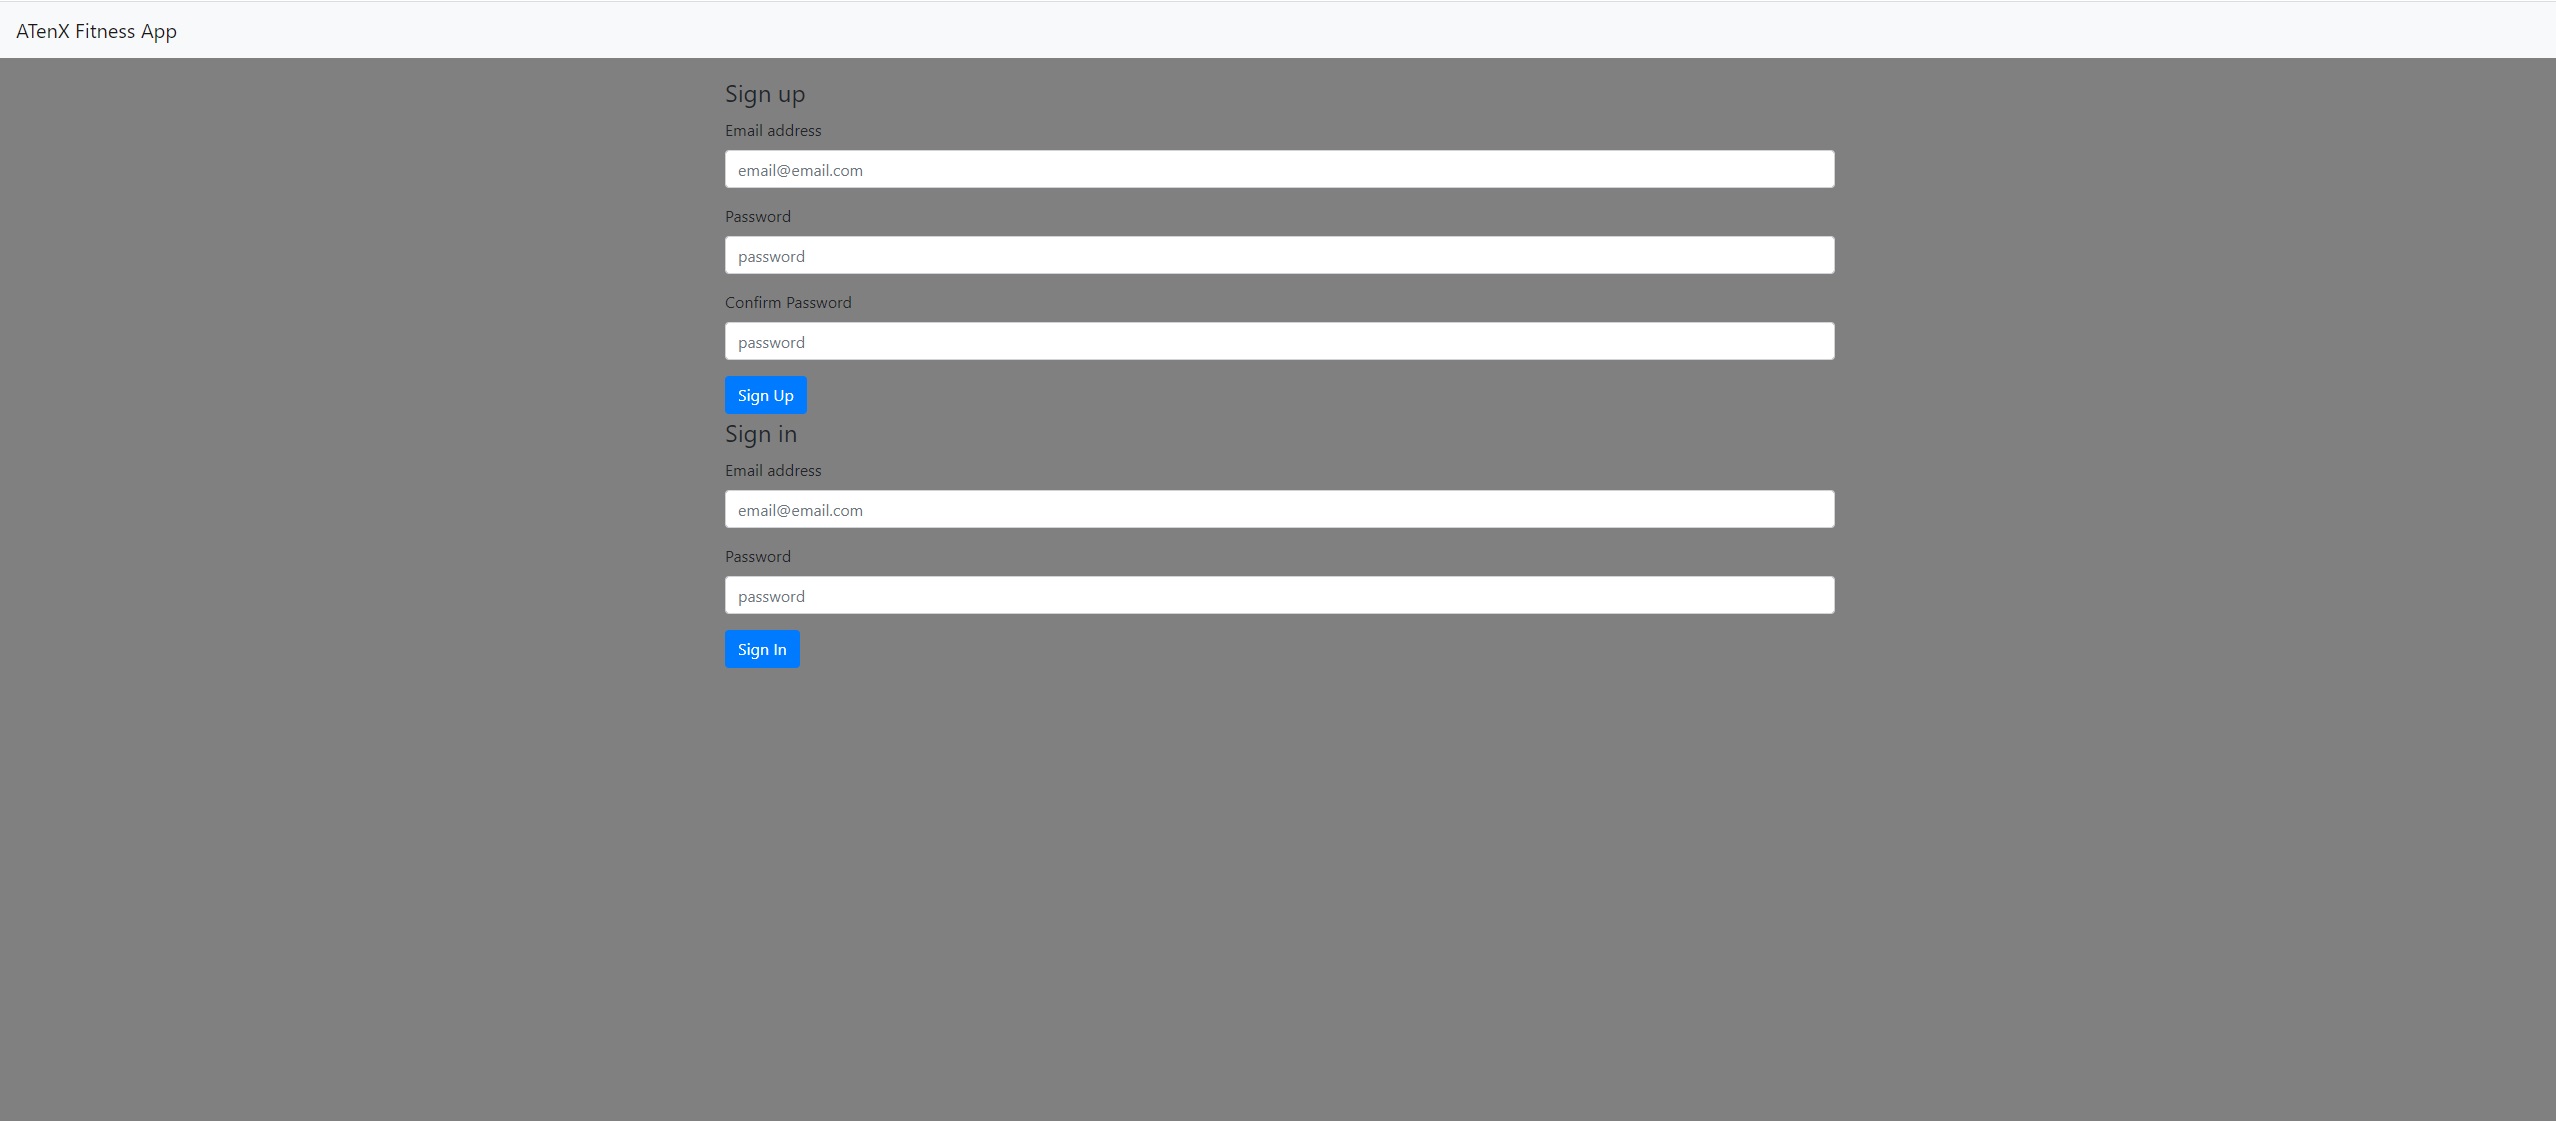 ATenX Fitness App
Sign up
Email address
email@email.com
Password
password
Confirm Password
password
Sign Up
Sign in
Email address
email@email.com
Password
password
Sign In